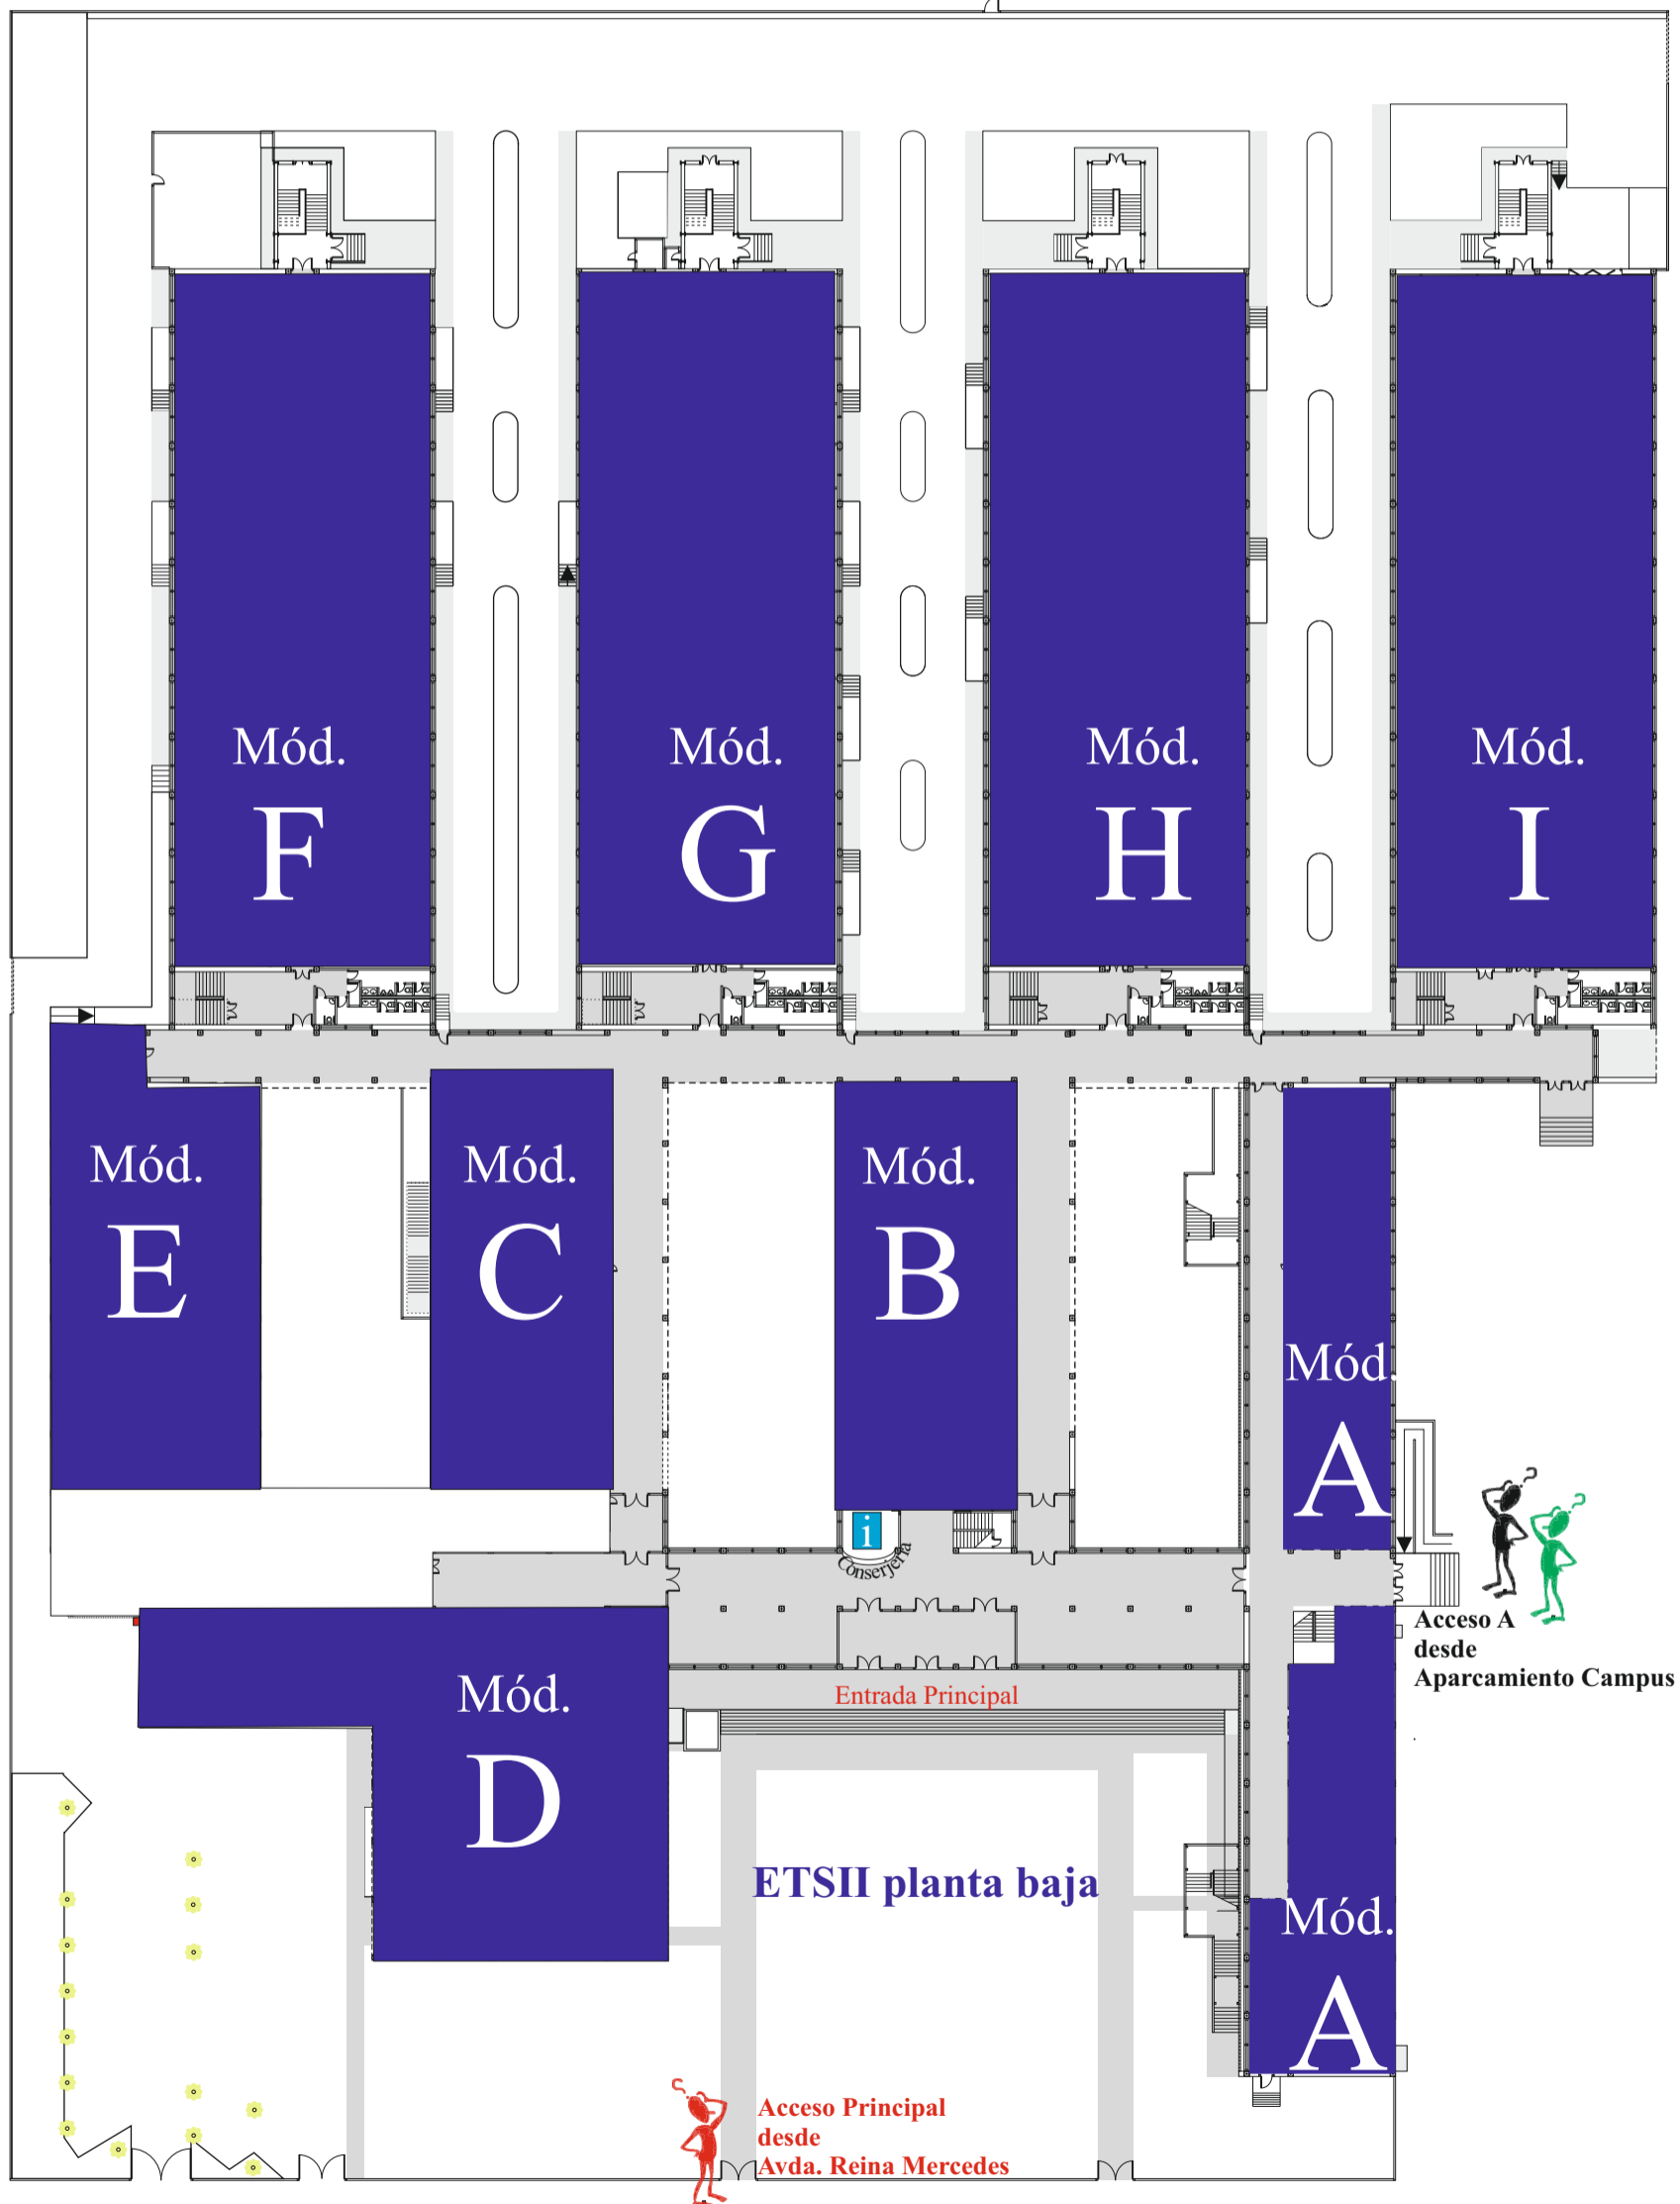 Mód.
F
Mód.
G
Mód.
H
Mód.
I
Mód.
E
Mód.
C
Mód.
B
Mód.
A
i
Conserjería
Acceso A
desde
Aparcamiento Campus
Entrada Principal
Mód.
D
ETSII planta baja
Mód.
A
Acceso Principal
desde
Avda. Reina Mercedes